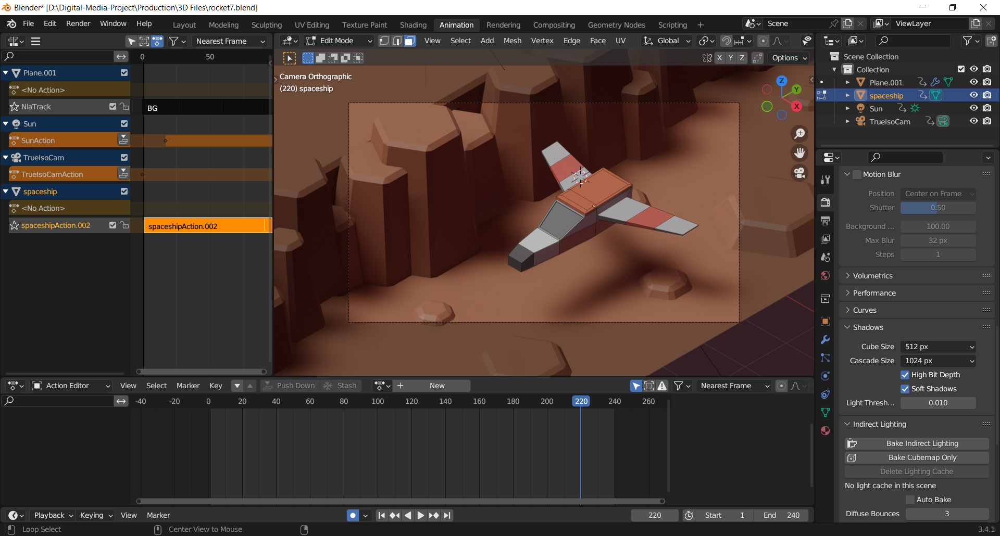 Blender* [D:\Digital-Media-Project\Production\3D Files\rocket7.blend]
File Edit Render Window Help Layout Modeling Sculpting UV Editing Texture Paint Shading Animation Rendering Compositing Geometry Nodes Scripting + Scene ViewLayer
Nearest Frame Edit Mode View Select Add Mesh Vertex Edge Face UV Global
0 50 X Y Z Options
Scene Collection
Collection
Plane.001
spaceship
Sun
TrueIsoCam
Plane.001
<No Action>
NlaTrack BG
Sun
SunAction
TrueIsoCam
TrueIsoCamAction
spaceship
<No Action>
spaceshipAction.002 spaceshipAction.002
Camera Orthographic
(220) spaceship
Z
Y
X
Motion Blur
Position Center on Frame
Shutter 0.50
Background ... 100.00
Max Blur 32 px
Steps 1
Volumetrics
Performance
Curves
Shadows
Cube Size 512 px
Cascade Size 1024 px
High Bit Depth
Soft Shadows
Light Thresh... 0.010
Indirect Lighting
Bake Indirect Lighting
Bake Cubemap Only
Delete Lighting Cache
No light cache in this scene
Auto Bake
Diffuse Bounces 3
Action Editor View Select Marker Key Push Down Stash New Nearest Frame
-40 -20 0 20 40 60 80 100 120 140 160 180 200 220 240 260
Playback Keying View Marker 220 Start 1 End 240
Loop Select Center View to Mouse 3.4.1